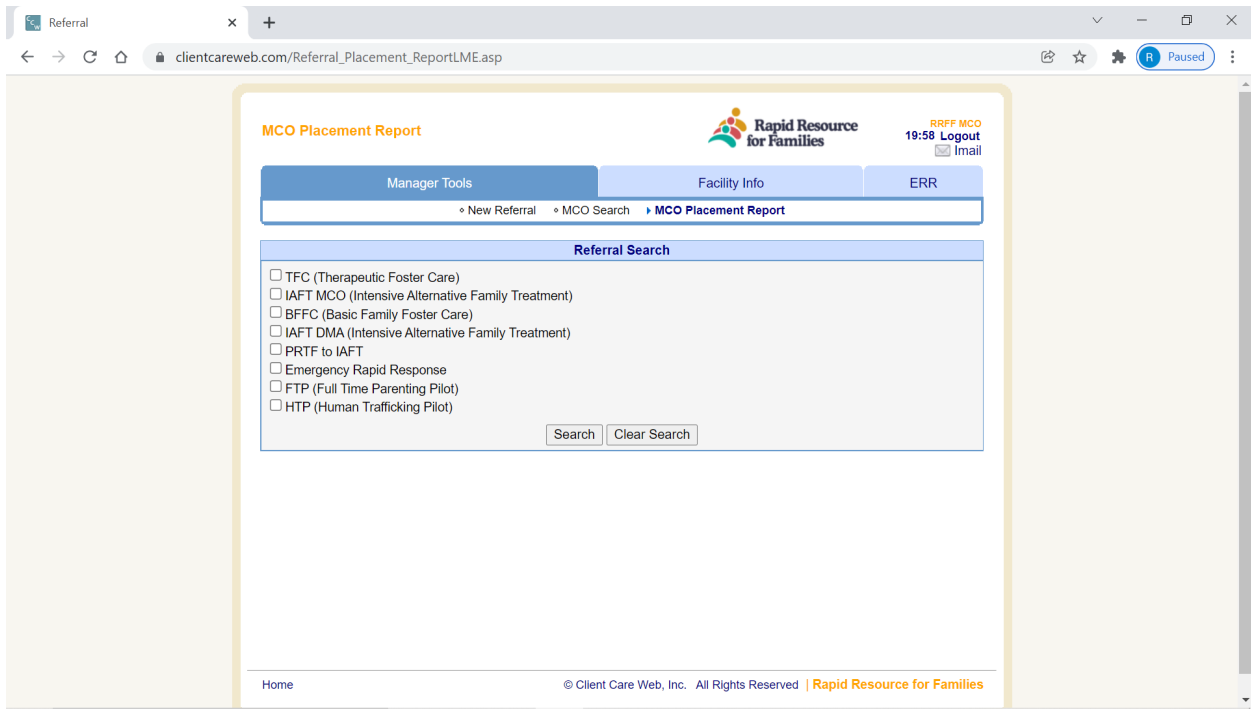 Referral
clientcareweb.com/Referral_Placement_ReportLME.asp
R Paused
MCO Placement Report
Rapid Resource
for Families
RRFF MCO
19:58 Logout
Imail
Manager Tools Facility Info ERR
New Referral MCO Search MCO Placement Report
Referral Search
TFC (Therapeutic Foster Care)
IAFT MCO (Intensive Alternative Family Treatment)
BFFC (Basic Family Foster Care)
IAFT DMA (Intensive Alternative Family Treatment)
PRTF to IAFT
Emergency Rapid Response
FTP (Full Time Parenting Pilot)
HTP (Human Trafficking Pilot)
Search Clear Search
Home © Client Care Web, Inc. All Rights Reserved | Rapid Resource for Families